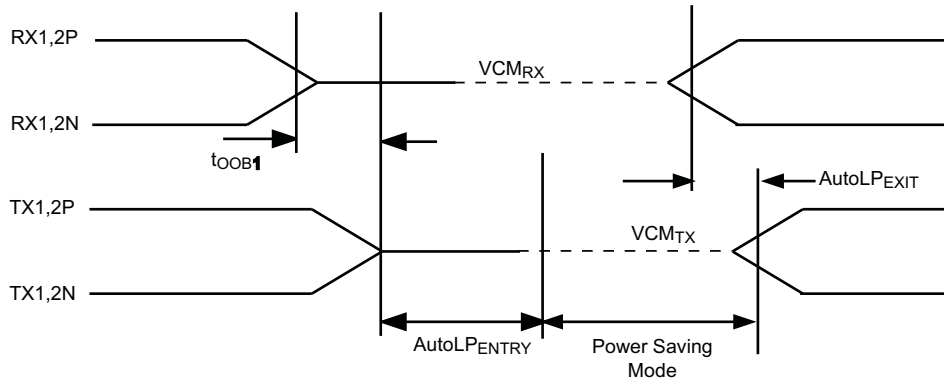 RX1,2P
VCMRX
RX1,2N
tOOB1
AutoLPEXIT
TX1,2P
VCMTX
TX1,2N
AutoLPENTRY
Power Saving
Mode